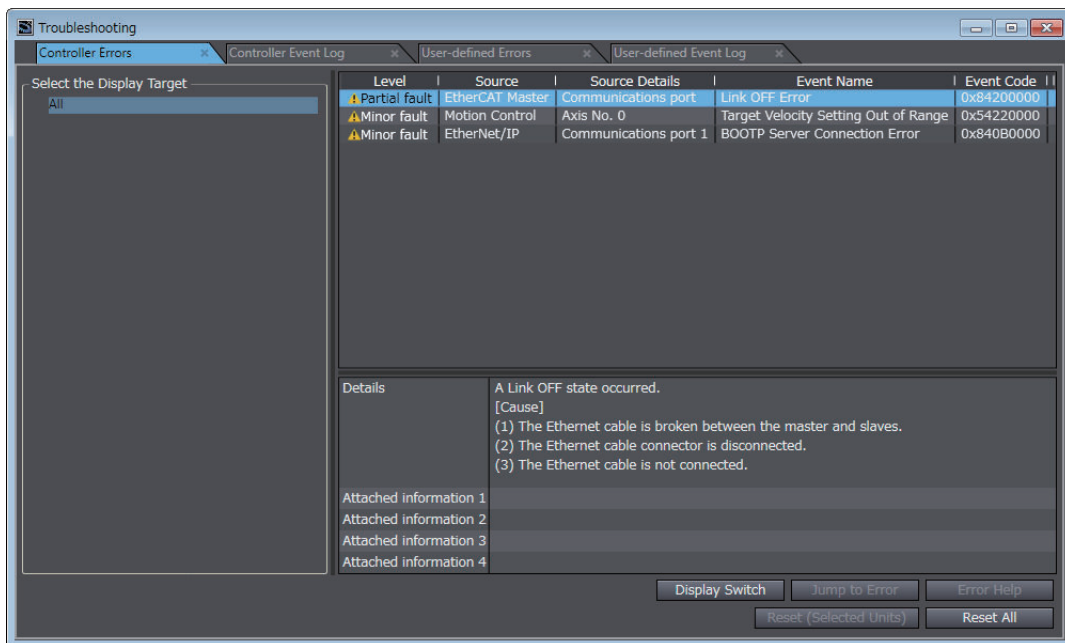 Troubleshooting
Controller Errors Controller Event Log User-defined Errors User-defined Event Log
Select the Display Target
All
Level Source Source Details Event Name Event Code
Partial fault EtherCAT Master Communications port Link OFF Error 0x84200000
Minor fault Motion Control Axis No. 0 Target Velocity Setting Out of Range 0x54220000
Minor fault EtherNet/IP Communications port 1 BOOTP Server Connection Error 0x840B0000
Details A Link OFF state occurred.
[Cause]
(1) The Ethernet cable is broken between the master and slaves.
(2) The Ethernet cable connector is disconnected.
(3) The Ethernet cable is not connected.
Attached information 1
Attached information 2
Attached information 3
Attached information 4
Display Switch Jump to Error Error Help
Reset (Selected Units) Reset All